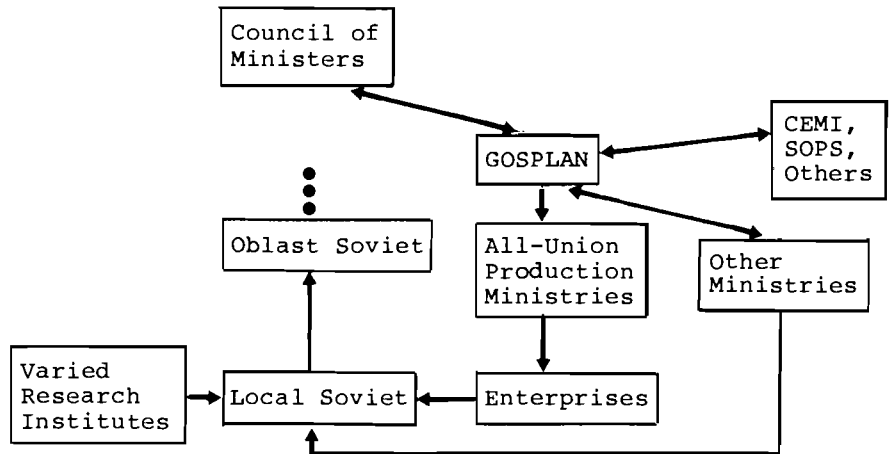 Council of
Ministers
CEMI,
SOPS,
Others
GOSPLAN
Oblast Soviet
All-Union
Production
Ministries
Other
Ministries
Varied
Research
Institutes
Local Soviet
Enterprises